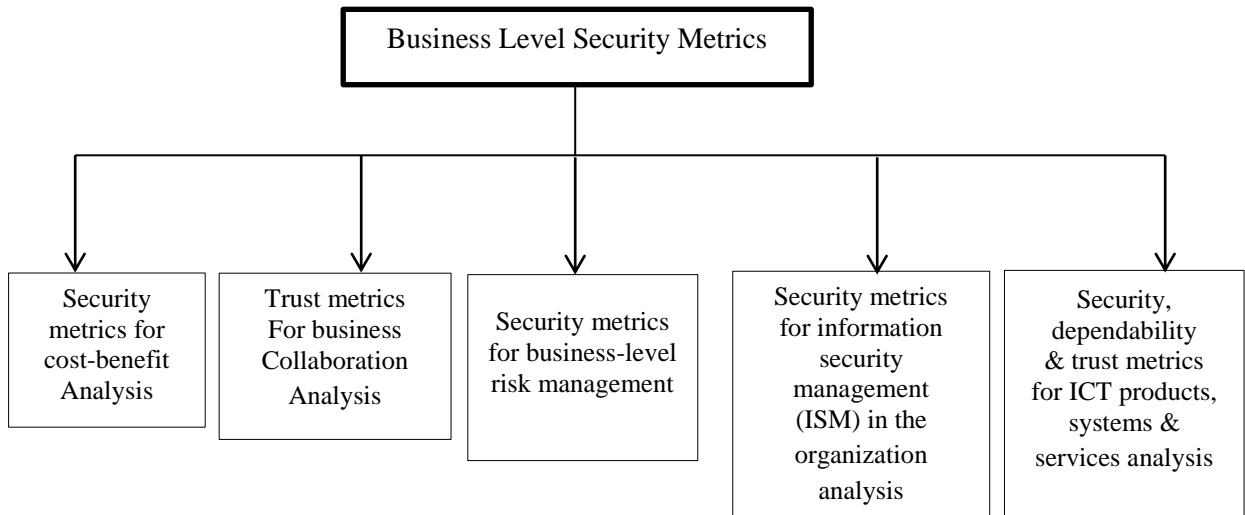 Business Level Security Metrics
Security
metrics for
cost-benefit
Analysis
Trust metrics
For business
Collaboration
Analysis
Security metrics
for business-level
risk management
Security metrics
for information
security
management
(ISM) in the
organization
analysis
Security,
dependability
& trust metrics
for ICT products,
systems &
services analysis